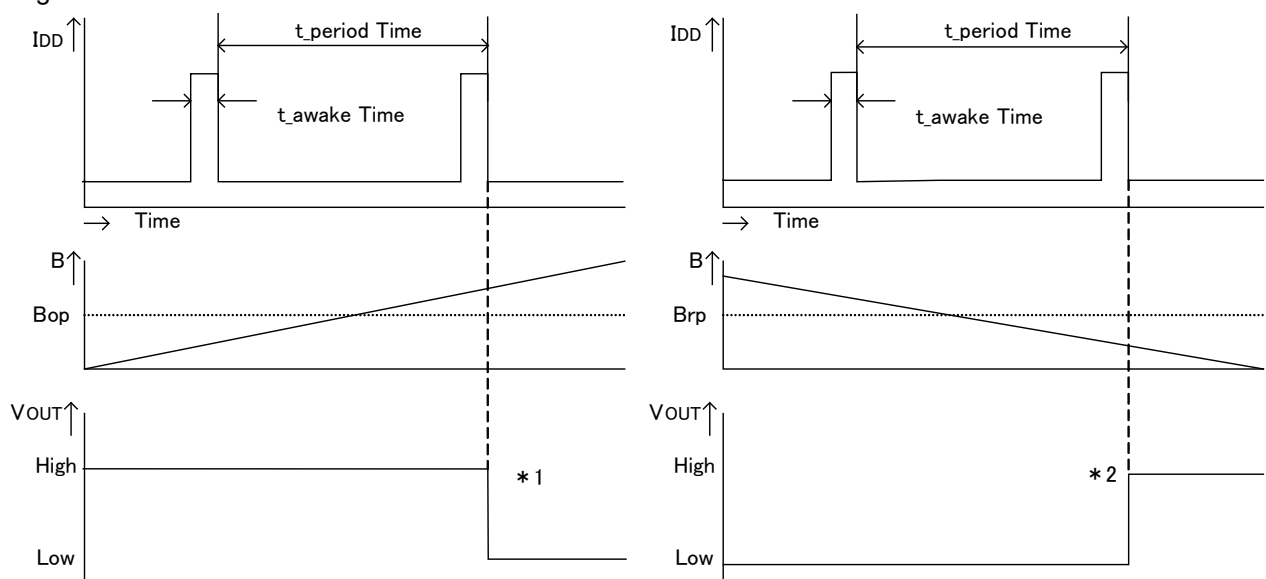 IDD
t_period Time
t_awake Time
Time
B
Bop
VOUT
High
*1
Low
IDD
t_period Time
t_awake Time
Time
B
Brp
VOUT
High
*2
Low